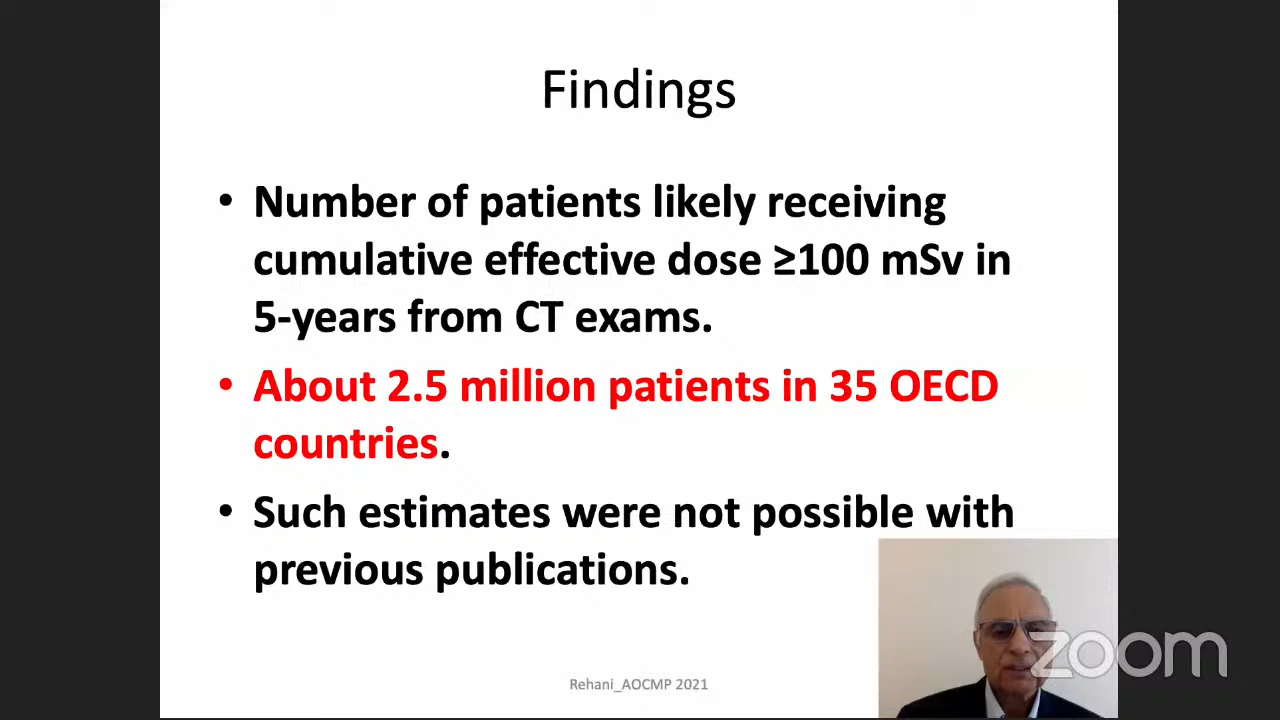 Findings
• Number of patients likely receiving
cumulative effective dose ≥100 mSv in
5-years from CT exams.
• About 2.5 million patients in 35 OECD
countries.
• Such estimates were not possible with
previous publications.
Rehani_AOCMP 2021
zoom